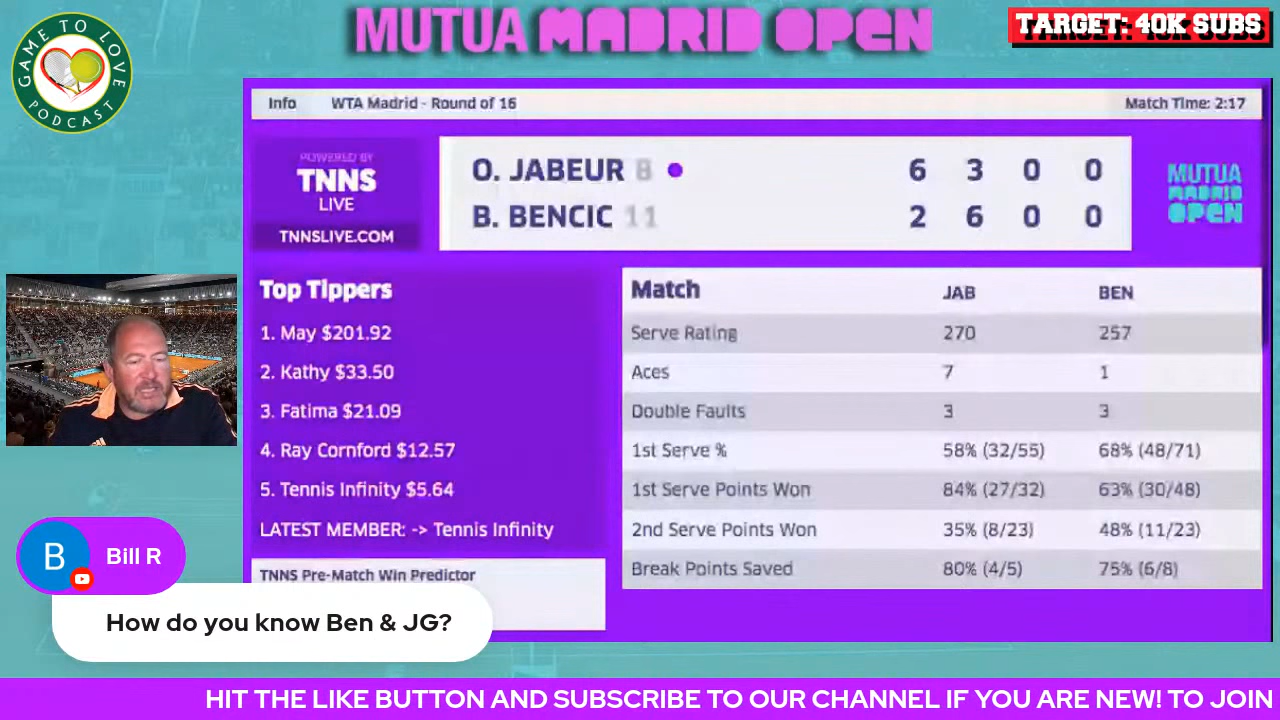 GAME TO LOVE
PODCAST
MUTUA MADRID OPEN
TARGET: 40K SUBS
Info WTA Madrid - Round of 16 Match Time: 2:17
POWERED BY
TNNS
LIVE
TNNSLIVE.COM
O. JABEUR 8 6 3 0 0
B. BENCIC 11 2 6 0 0
MUTUA
MADRID
OPEN
Top Tippers
1. May $201.92
2. Kathy $33.50
3. Fatima $21.09
4. Ray Cornford $12.57
5. Tennis Infinity $5.64
LATEST MEMBER: -> Tennis Infinity
TNNS Pre-Match Win Predictor
Match JAB BEN
Serve Rating 270 257
Aces 7 1
Double Faults 3 3
1st Serve % 58% (32/55) 68% (48/71)
1st Serve Points Won 84% (27/32) 63% (30/48)
2nd Serve Points Won 35% (8/23) 48% (11/23)
Break Points Saved 80% (4/5) 75% (6/8)
B Bill R
How do you know Ben & JG?
HIT THE LIKE BUTTON AND SUBSCRIBE TO OUR CHANNEL IF YOU ARE NEW! TO JOIN